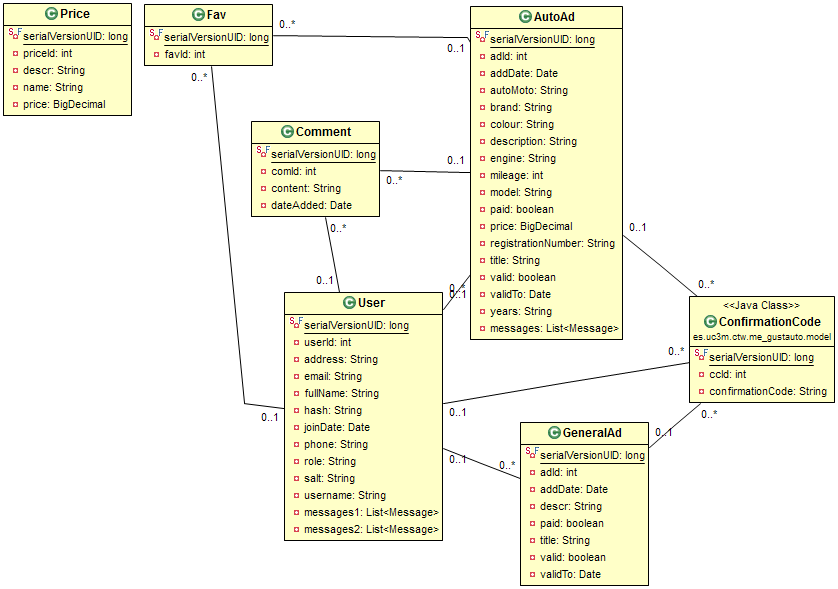 Price
serialVersionUID: long
priceId: int
descr: String
name: String
price: BigDecimal
Fav
serialVersionUID: long
favId: int
0..*
0..1
0..*
0..1
AutoAd
serialVersionUID: long
adId: int
addDate: Date
autoMoto: String
brand: String
colour: String
description: String
engine: String
mileage: int
model: String
paid: boolean
price: BigDecimal
registrationNumber: String
title: String
valid: boolean
validTo: Date
years: String
messages: List<Message>
Comment
serialVersionUID: long
comId: int
content: String
dateAdded: Date
0..*
0..1
0..*
0..1
User
serialVersionUID: long
userId: int
address: String
email: String
fullName: String
hash: String
joinDate: Date
phone: String
role: String
salt: String
username: String
messages1: List<Message>
messages2: List<Message>
0..*
0..1
0..1
0..*
<<Java Class>>
ConfirmationCode
es.uc3m.ctw.me_gustauto.model
serialVersionUID: long
ccId: int
confirmationCode: String
0..*
0..1
0..*
0..1
0..1
0..*
GeneralAd
serialVersionUID: long
adId: int
addDate: Date
descr: String
paid: boolean
title: String
valid: boolean
validTo: Date